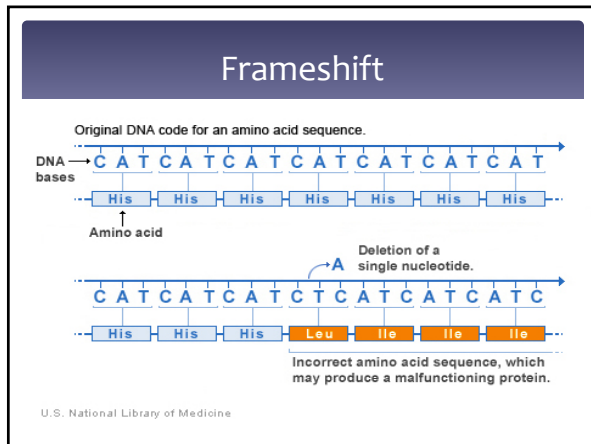 Frameshift
Original DNA code for an amino acid sequence.
DNA bases
C A T C A T C A T C A T C A T C A T C A T
His His His His His His His
Amino acid
Deletion of a
single nucleotide.
A
C A T C A T C A T C T C A T C A T C A T C
His His His Leu Ile Ile Ile
Incorrect amino acid sequence, which
may produce a malfunctioning protein.
U.S. National Library of Medicine